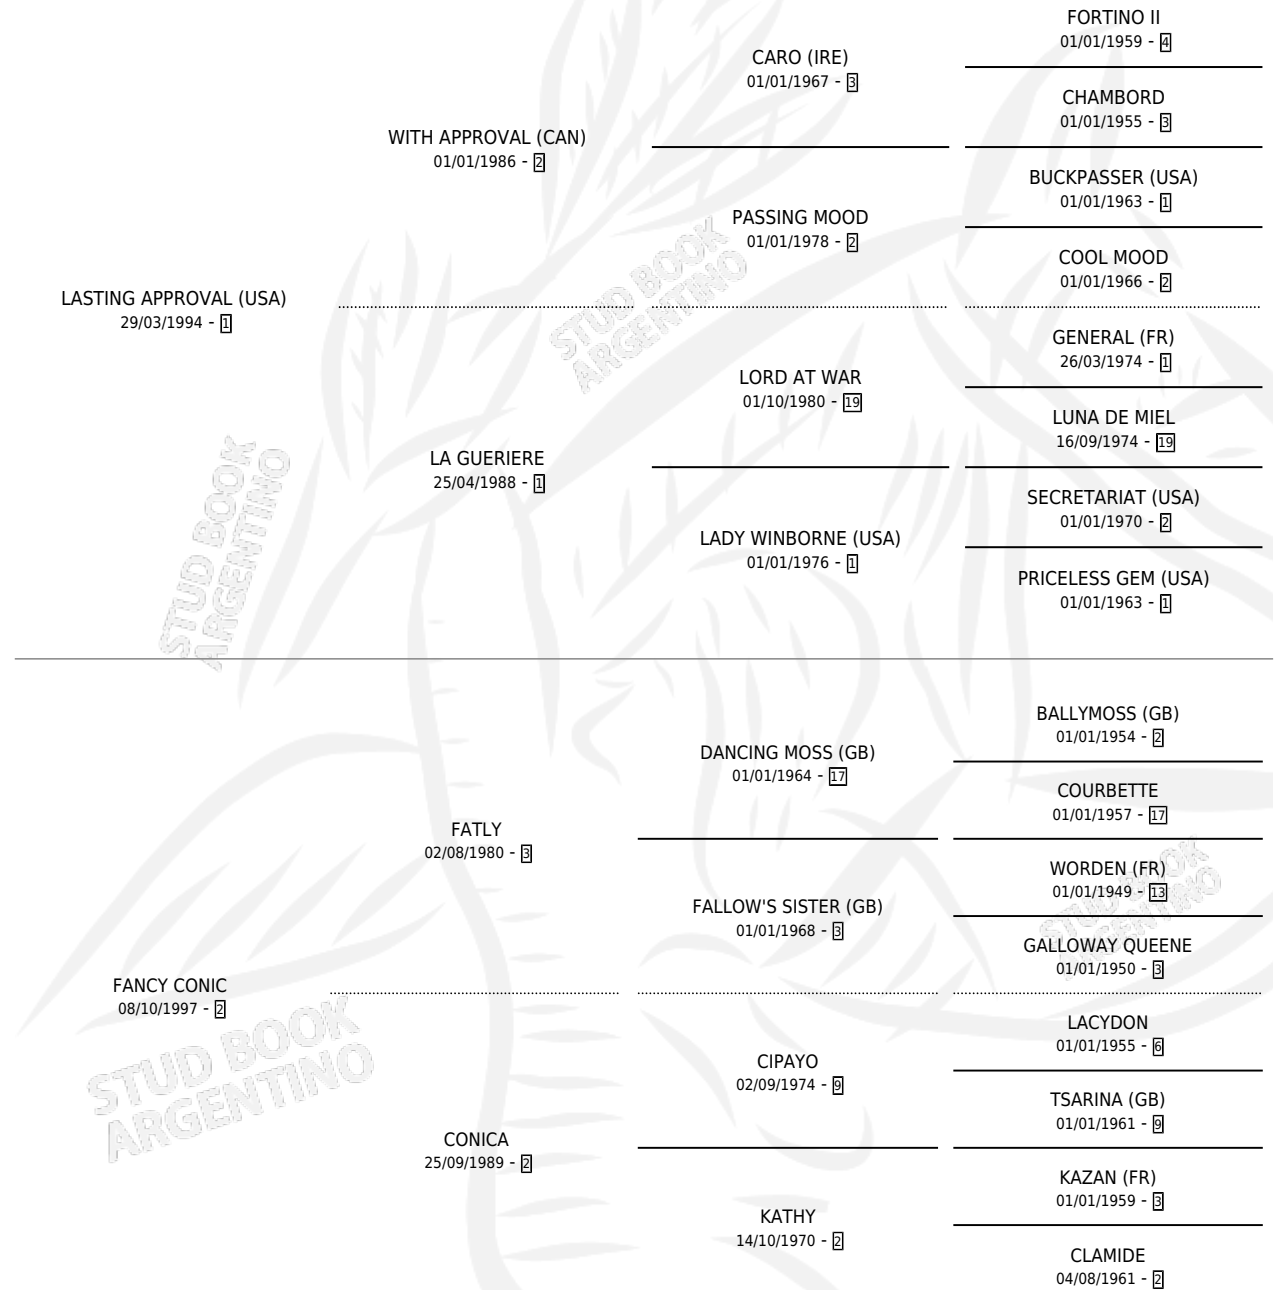 FORTINO II
01/01/1959 - 4
CARO (IRE)
01/01/1967 - 3
CHAMBORD
01/01/1955 - 3
WITH APPROVAL (CAN)
01/01/1986 - 2
BUCKPASSER (USA)
01/01/1963 - 1
PASSING MOOD
01/01/1978 - 2
COOL MOOD
01/01/1966 - 2
LASTING APPROVAL (USA)
29/03/1994 - 1
GENERAL (FR)
26/03/1974 - 1
LORD AT WAR
01/10/1980 - 19
LUNA DE MIEL
16/09/1974 - 19
LA GUERIERE
25/04/1988 - 1
SECRETARIAT (USA)
01/01/1970 - 2
LADY WINBORNE (USA)
01/01/1976 - 1
PRICELESS GEM (USA)
01/01/1963 - 1
BALLYMOSS (GB)
01/01/1954 - 2
DANCING MOSS (GB)
01/01/1964 - 17
COURBETTE
01/01/1957 - 17
FATLY
02/08/1980 - 3
WORDEN (FR)
01/01/1949 - 13
FALLOW'S SISTER (GB)
01/01/1968 - 3
GALLOWAY QUEENE
01/01/1950 - 3
FANCY CONIC
08/10/1997 - 2
LACYDON
01/01/1955 - 6
CIPAYO
02/09/1974 - 9
TSARINA (GB)
01/01/1961 - 9
CONICA
25/09/1989 - 2
KAZAN (FR)
01/01/1959 - 3
KATHY
14/10/1970 - 2
CLAMIDE
04/08/1961 - 2
STUD BOOK
ARGENTINO
STUD BOOK
ARGENTINO
STUD BOOK
ARGENTINO
STUD BOOK
ARGENTINO